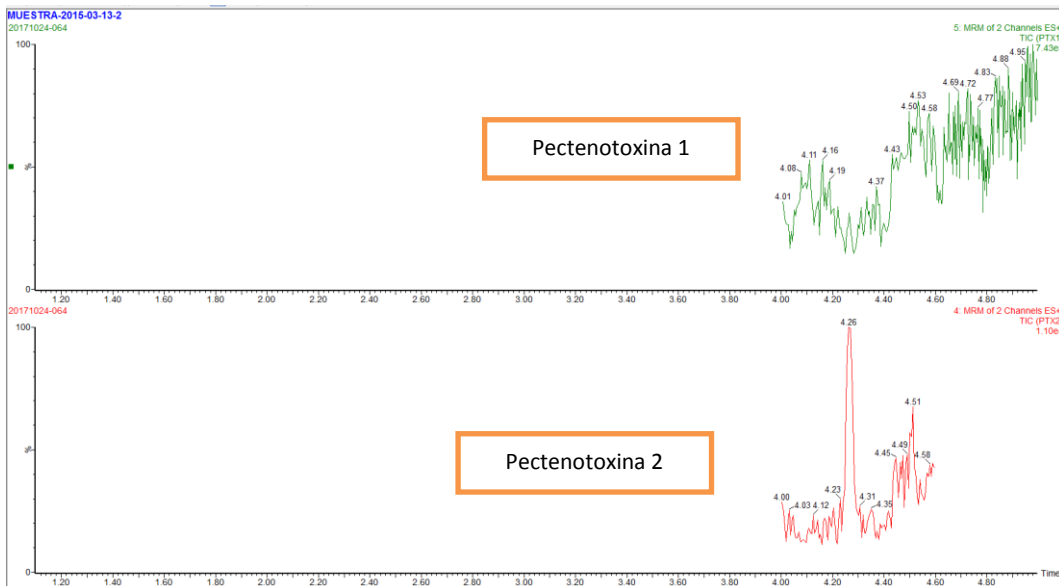 MUESTRA-2015-03-13-2
20171024-064
5: MRM of 2 Channels ES+
TIC (PTX1
7.43e
100
%
0
4.01
4.08
4.11
4.16
4.19
4.37
4.43
4.50
4.53
4.58
4.69
4.72
4.77
4.83
4.88
4.95
Pectenotoxina 1
1.20 1.40 1.60 1.80 2.00 2.20 2.40 2.60 2.80 3.00 3.20 3.40 3.60 3.80 4.00 4.20 4.40 4.60 4.80
20171024-064
4: MRM of 2 Channels ES+
TIC (PTX2
1.10e
100
%
0
4.00
4.03
4.12
4.23
4.26
4.31
4.35
4.45
4.49
4.51
4.58
Pectenotoxina 2
Time
1.20 1.40 1.60 1.80 2.00 2.20 2.40 2.60 2.80 3.00 3.20 3.40 3.60 3.80 4.00 4.20 4.40 4.60 4.80